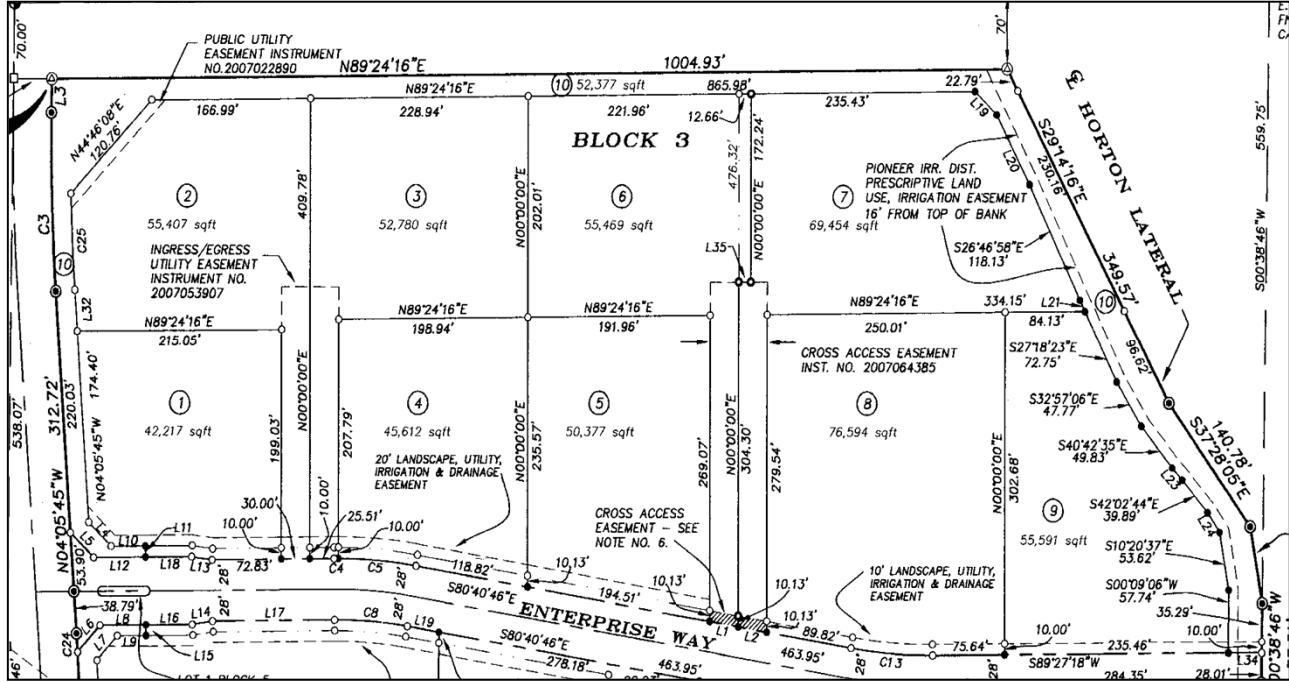 70.00'
PUBLIC UTILITY
EASEMENT INSTRUMENT
NO.2007022890
N89°24'16"E
1004.93'
70'
L3
N44°46'08"E
120.76'
166.99'
N89°24'16"E
228.94'
10
52,377 sqft
221.96'
865.98'
12.66'
235.43'
22.79'
L19
BLOCK 3
℄ HORTON LATERAL
S29°14'16"E
230.16'
349.57'
96.62'
559.75'
S00°38'46"W
2
55,407 sqft
409.78'
3
52,780 sqft
N00°00'00"E
202.01'
6
55,469 sqft
476.32'
172.24'
N00°00'00"E
7
69,454 sqft
PIONEER IRR. DIST.
PRESCRIPTIVE LAND
USE, IRRIGATION EASEMENT
16' FROM TOP OF BANK
L20
S26°46'58"E
118.13'
C3
C25
10
L32
INGRESS/EGRESS
UTILITY EASEMENT
INSTRUMENT NO.
2007053907
L35
N89°24'16"E
215.05'
N89°24'16"E
198.94'
N89°24'16"E
191.96'
N89°24'16"E
250.01'
334.15'
L21
84.13'
10
CROSS ACCESS EASEMENT
INST. NO. 2007064385
S27°18'23"E
72.75'
S32°57'06"E
47.77'
S40°42'35"E
49.83'
L23
S42°02'44"E
39.89'
L24
S10°20'37"E
53.62'
S00°09'06"W
57.74'
35.29'
140.78'
S37°28'05"E
538.07'
312.72'
220.03'
174.40'
N04°05'45"W
N04°05'45"W
53.90'
1
42,217 sqft
199.03'
N00°00'00"E
207.79'
4
45,612 sqft
N00°00'00"E
235.57'
5
50,377 sqft
269.07'
N00°00'00"E
304.30'
279.54'
8
76,594 sqft
N00°00'00"E
302.68'
9
55,591 sqft
20' LANDSCAPE, UTILITY,
IRRIGATION & DRAINAGE
EASEMENT
CROSS ACCESS
EASEMENT – SEE
NOTE NO. 6.
10' LANDSCAPE, UTILITY,
IRRIGATION & DRAINAGE
EASEMENT
L4
L5
L10
L11
L12
L18
L13
10.00'
30.00'
10.00'
25.51'
10.00'
72.83'
28'
C4
C5
28'
118.82'
10.13'
194.51'
10.13'
10.13'
10.13'
L1
L2
S80°40'46"E
ENTERPRISE WAY
38.79'
L6
L8
L16
L14
L17
28'
C8
28'
L19
C24
L7
L9
L15
S80°40'46"E
278.18'
463.95'
463.95'
89.82'
C13
75.64'
28'
10.00'
235.46'
10.00'
S89°27'18"W
284.35'
L34
28.01'
LOT 1 BLOCK 5